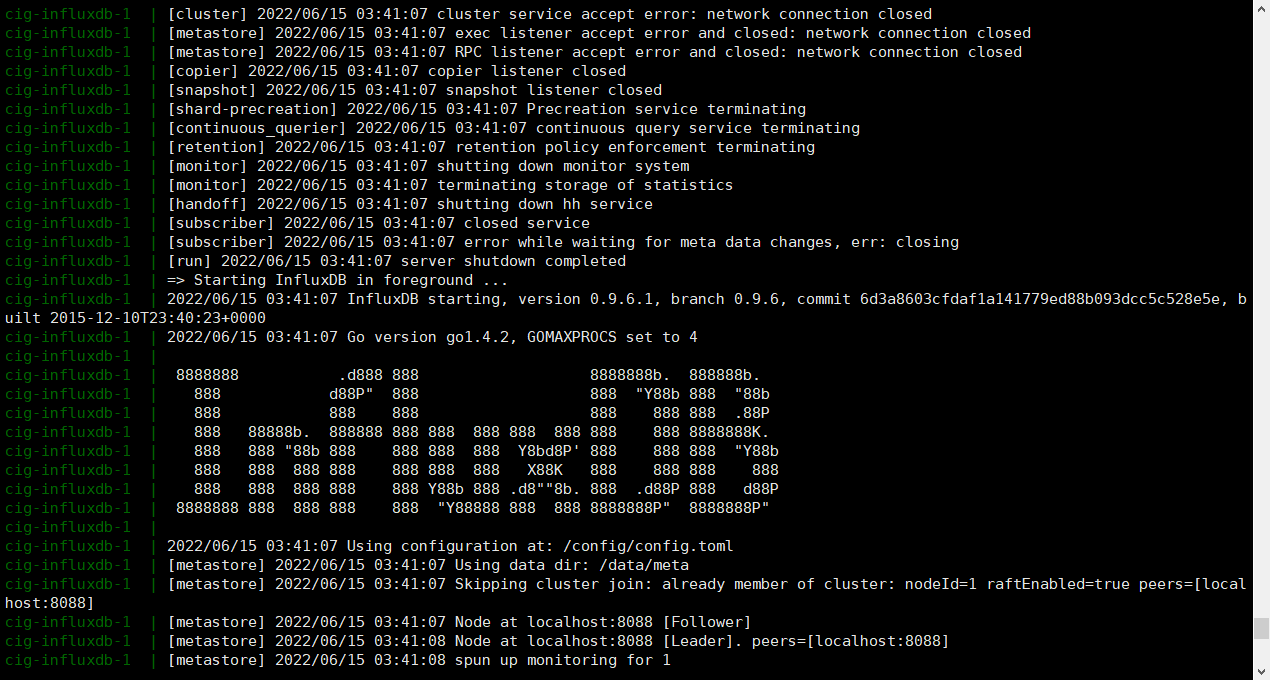 cig-influxdb-1  | [cluster] 2022/06/15 03:41:07 cluster service accept error: network connection closed
cig-influxdb-1  | [metastore] 2022/06/15 03:41:07 exec listener accept error and closed: network connection closed
cig-influxdb-1  | [metastore] 2022/06/15 03:41:07 RPC listener accept error and closed: network connection closed
cig-influxdb-1  | [copier] 2022/06/15 03:41:07 copier listener closed
cig-influxdb-1  | [snapshot] 2022/06/15 03:41:07 snapshot listener closed
cig-influxdb-1  | [shard-precreation] 2022/06/15 03:41:07 Precreation service terminating
cig-influxdb-1  | [continuous_querier] 2022/06/15 03:41:07 continuous query service terminating
cig-influxdb-1  | [retention] 2022/06/15 03:41:07 retention policy enforcement terminating
cig-influxdb-1  | [monitor] 2022/06/15 03:41:07 shutting down monitor system
cig-influxdb-1  | [monitor] 2022/06/15 03:41:07 terminating storage of statistics
cig-influxdb-1  | [handoff] 2022/06/15 03:41:07 shutting down hh service
cig-influxdb-1  | [subscriber] 2022/06/15 03:41:07 closed service
cig-influxdb-1  | [subscriber] 2022/06/15 03:41:07 error while waiting for meta data changes, err: closing
cig-influxdb-1  | [run] 2022/06/15 03:41:07 server shutdown completed
cig-influxdb-1  | => Starting InfluxDB in foreground ...
cig-influxdb-1  | 2022/06/15 03:41:07 InfluxDB starting, version 0.9.6.1, branch 0.9.6, commit 6d3a8603cfdaf1a141779ed88b093dcc5c528e5e, b
uilt 2015-12-10T23:40:23+0000
cig-influxdb-1  | 2022/06/15 03:41:07 Go version go1.4.2, GOMAXPROCS set to 4
cig-influxdb-1  |
cig-influxdb-1  |  8888888           .d888 888                   8888888b.  888888b.
cig-influxdb-1  |    888            d88P"  888                   888  "Y88b 888  "88b
cig-influxdb-1  |    888            888    888                   888    888 888  .88P
cig-influxdb-1  |    888   88888b.  888888 888 888  888 888  888 888    888 8888888K.
cig-influxdb-1  |    888   888 "88b 888    888 888  888  Y8bd8P' 888    888 888  "Y88b
cig-influxdb-1  |    888   888  888 888    888 888  888   X88K   888    888 888    888
cig-influxdb-1  |    888   888  888 888    888 Y88b 888 .d8""8b. 888  .d88P 888   d88P
cig-influxdb-1  |  8888888 888  888 888    888  "Y88888 888  888 8888888P"  8888888P"
cig-influxdb-1  |
cig-influxdb-1  | 2022/06/15 03:41:07 Using configuration at: /config/config.toml
cig-influxdb-1  | [metastore] 2022/06/15 03:41:07 Using data dir: /data/meta
cig-influxdb-1  | [metastore] 2022/06/15 03:41:07 Skipping cluster join: already member of cluster: nodeId=1 raftEnabled=true peers=[local
host:8088]
cig-influxdb-1  | [metastore] 2022/06/15 03:41:07 Node at localhost:8088 [Follower]
cig-influxdb-1  | [metastore] 2022/06/15 03:41:08 Node at localhost:8088 [Leader]. peers=[localhost:8088]
cig-influxdb-1  | [metastore] 2022/06/15 03:41:08 spun up monitoring for 1